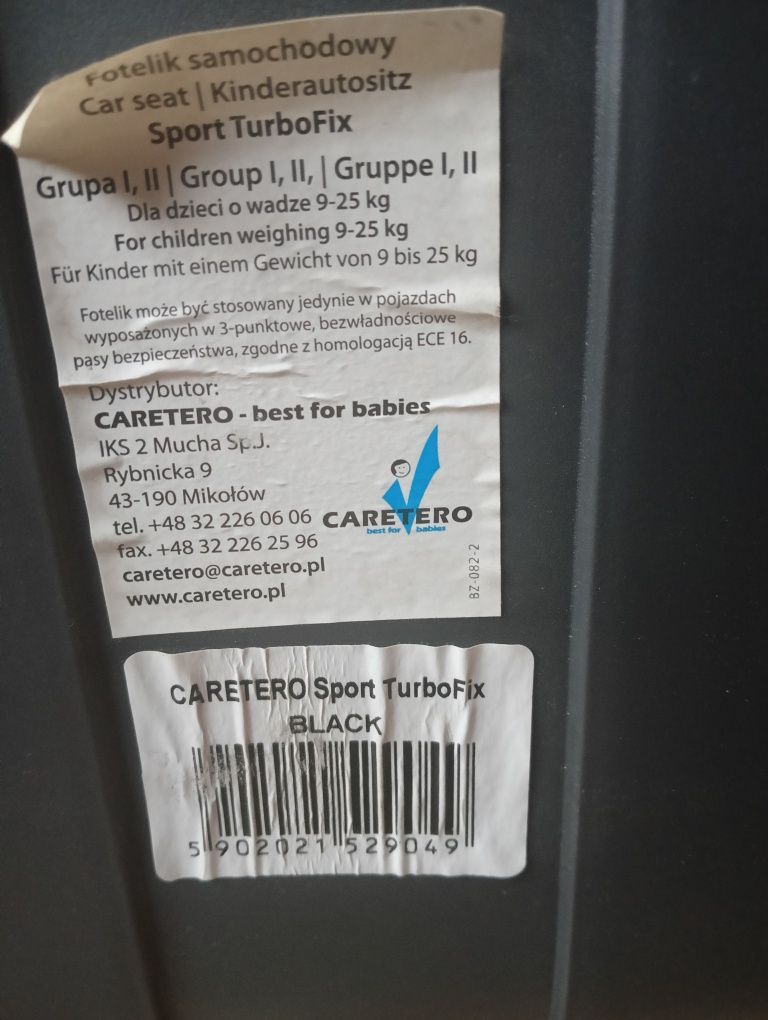 Fotelik samochodowy
Car seat | Kinderautositz
Sport TurboFix
Grupa I, II | Group I, II, | Gruppe I, II
Dla dzieci o wadze 9-25 kg
For children weighing 9-25 kg
Für Kinder mit einem Gewicht von 9 bis 25 kg
Fotelik może być stosowany jedynie w pojazdach
wyposażonych w 3-punktowe, bezwładnościowe
pasy bezpieczeństwa, zgodne z homologacją ECE 16.
Dystrybutor:
CARETERO - best for babies
IKS 2 Mucha Sp.J.
Rybnicka 9
43-190 Mikołów
tel. +48 32 226 06 06
fax. +48 32 226 25 96
caretero@caretero.pl
www.caretero.pl
CARETERO
best for babies
BZ-082-2
CARETERO Sport TurboFix
BLACK
5 902021 529049